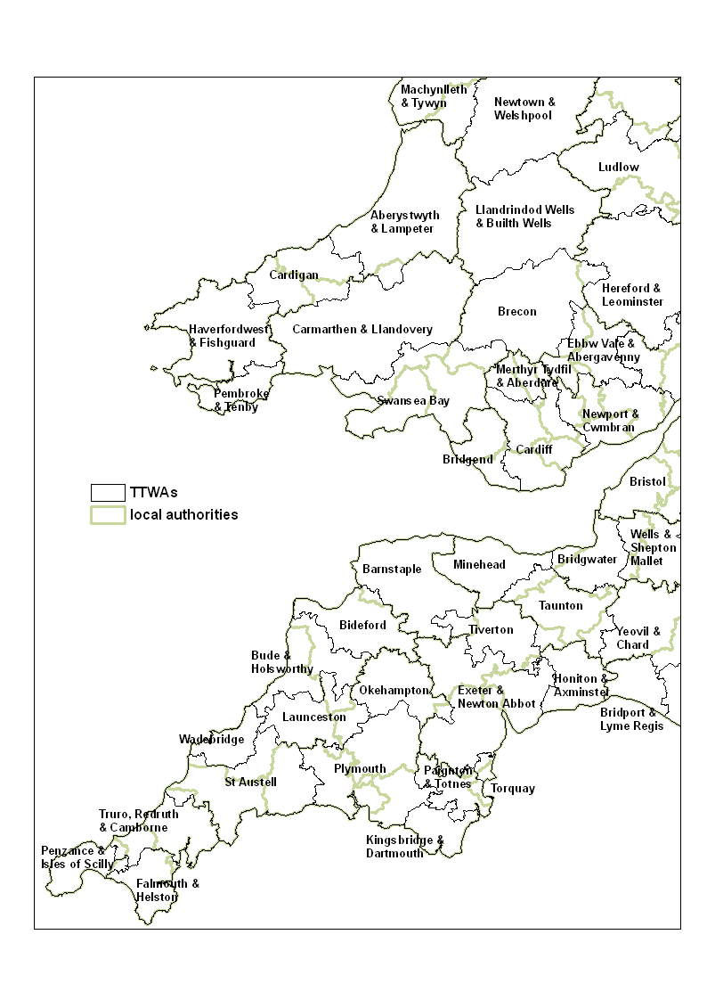 Machynlleth
& Tywyn
Newtown &
Welshpool
Ludlow
Aberystwyth
& Lampeter
Llandrindod Wells
& Builth Wells
Cardigan
Hereford &
Leominster
Brecon
Haverfordwest
& Fishguard
Carmarthen & Llandovery
Ebbw Vale &
Abergavenny
Merthyr Tydfil
& Aberdare
Pembroke
& Tenby
Swansea Bay
Newport &
Cwmbran
Cardiff
Bridgend
Bristol
TTWAs
local authorities
Wells &
Shepton
Mallet
Bridgwater
Minehead
Barnstaple
Taunton
Bideford
Tiverton
Yeovil &
Chard
Bude &
Holsworthy
Okehampton
Exeter &
Newton Abbot
Honiton &
Axminster
Launceston
Bridport &
Lyme Regis
Wadebridge
Plymouth
Paignton
& Totnes
St Austell
Torquay
Truro, Redruth
& Camborne
Kingsbridge &
Dartmouth
Penzance &
Isles of Scilly
Falmouth &
Helston